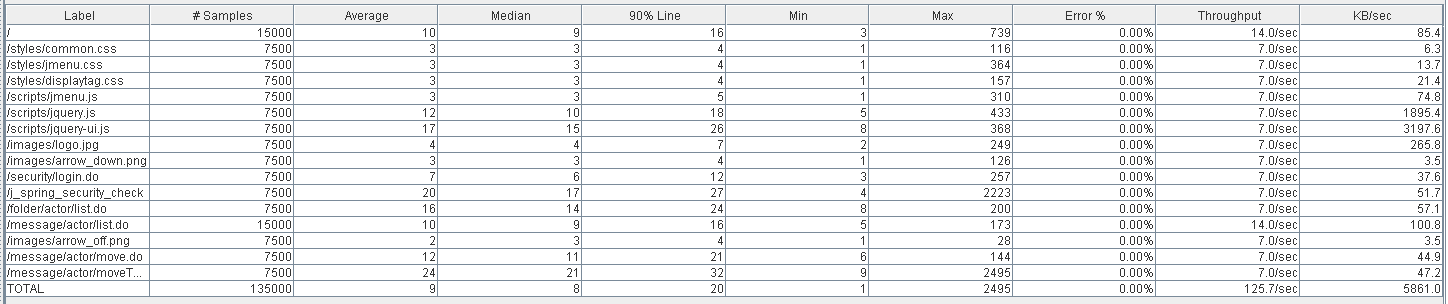 Label # Samples Average Median 90% Line Min Max Error % Throughput KB/sec
/ 15000 10 9 16 3 739 0.00% 14.0/sec 85.4
/styles/common.css 7500 3 3 4 1 116 0.00% 7.0/sec 6.3
/styles/jmenu.css 7500 3 3 4 1 364 0.00% 7.0/sec 13.7
/styles/displaytag.css 7500 3 3 4 1 157 0.00% 7.0/sec 21.4
/scripts/jmenu.js 7500 3 3 5 1 310 0.00% 7.0/sec 74.8
/scripts/jquery.js 7500 12 10 18 5 433 0.00% 7.0/sec 1895.4
/scripts/jquery-ui.js 7500 17 15 26 8 368 0.00% 7.0/sec 3197.6
/images/logo.jpg 7500 4 4 7 2 249 0.00% 7.0/sec 265.8
/images/arrow_down.png 7500 3 3 4 1 126 0.00% 7.0/sec 3.5
/security/login.do 7500 7 6 12 3 257 0.00% 7.0/sec 37.6
/j_spring_security_check 7500 20 17 27 4 2223 0.00% 7.0/sec 51.7
/folder/actor/list.do 7500 16 14 24 8 200 0.00% 7.0/sec 57.1
/message/actor/list.do 15000 10 9 16 5 173 0.00% 14.0/sec 100.8
/images/arrow_off.png 7500 2 3 4 1 28 0.00% 7.0/sec 3.5
/message/actor/move.do 7500 12 11 21 6 144 0.00% 7.0/sec 44.9
/message/actor/moveT... 7500 24 21 32 9 2495 0.00% 7.0/sec 47.2
TOTAL 135000 9 8 20 1 2495 0.00% 125.7/sec 5861.0